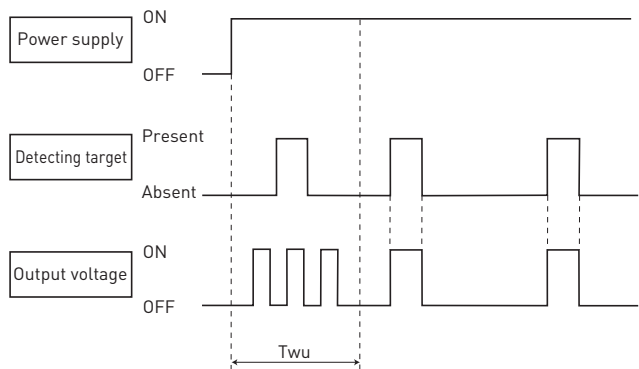 ON
Power supply
OFF
Present
Detecting target
Absent
ON
Output voltage
OFF
Twu